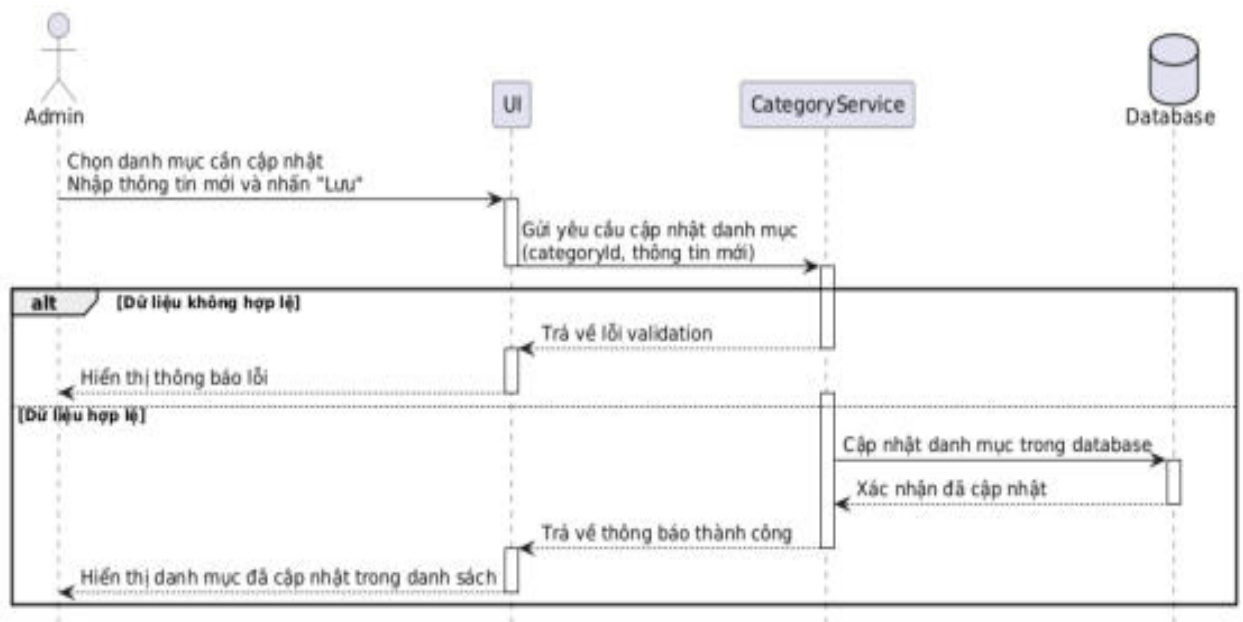 Admin
UI
CategoryService
Database
Chọn danh mục cần cập nhật
Nhập thông tin mới và nhấn "Lưu"
Gửi yêu cầu cập nhật danh mục
(categoryId, thông tin mới)
alt
[Dữ liệu không hợp lệ]
Trả về lỗi validation
Hiển thị thông báo lỗi
[Dữ liệu hợp lệ]
Cập nhật danh mục trong database
Xác nhận đã cập nhật
Trả về thông báo thành công
Hiển thị danh mục đã cập nhật trong danh sách